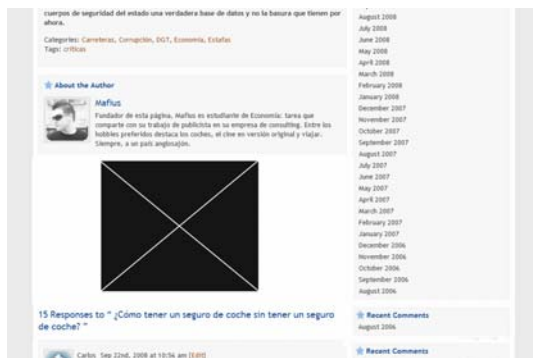 cuerpos de seguridad del estado una verdadera base de datos y no la basura que tienen por
ahora.
Categories: Carreteras, Corrupción, DGT, Economía, Estafas
Tags: críticas
About the Author
Mafius
Fundador de esta página, Mafius es estudiante de Economía: tarea que
comparte con su trabajo de publicista en su empresa de consulting. Entre los
hobbies preferidos destaca los coches, el cine en versión original y viajar.
Siempre, a un país anglosajón.
15 Responses to “ ¿Cómo tener un seguro de coche sin tener un seguro
de coche? ”
Carlos Sep 22nd, 2008 at 10:56 am [Edit]
August 2008
July 2008
June 2008
May 2008
April 2008
March 2008
February 2008
January 2008
December 2007
November 2007
October 2007
September 2007
August 2007
July 2007
June 2007
May 2007
April 2007
March 2007
February 2007
January 2007
December 2006
November 2006
October 2006
September 2006
August 2006
Recent Comments
August 2006
Recent Comments